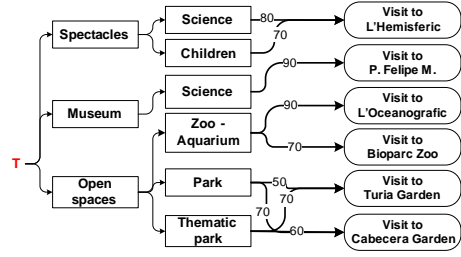 T
Spectacles
Museum
Open
spaces
Science
Children
Science
Zoo -
Aquarium
Park
Thematic
park
80
70
90
90
70
50
70
70
60
Visit to
L'Hemisferic
Visit to
P. Felipe M.
Visit to
L'Oceanografic
Visit to
Bioparc Zoo
Visit to
Turia Garden
Visit to
Cabecera Garden